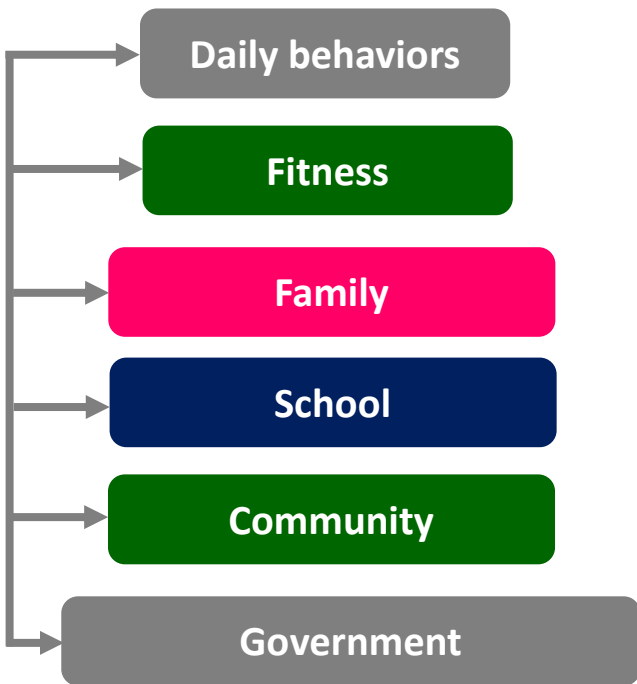 Daily behaviors
Fitness
Family
School
Community
Government